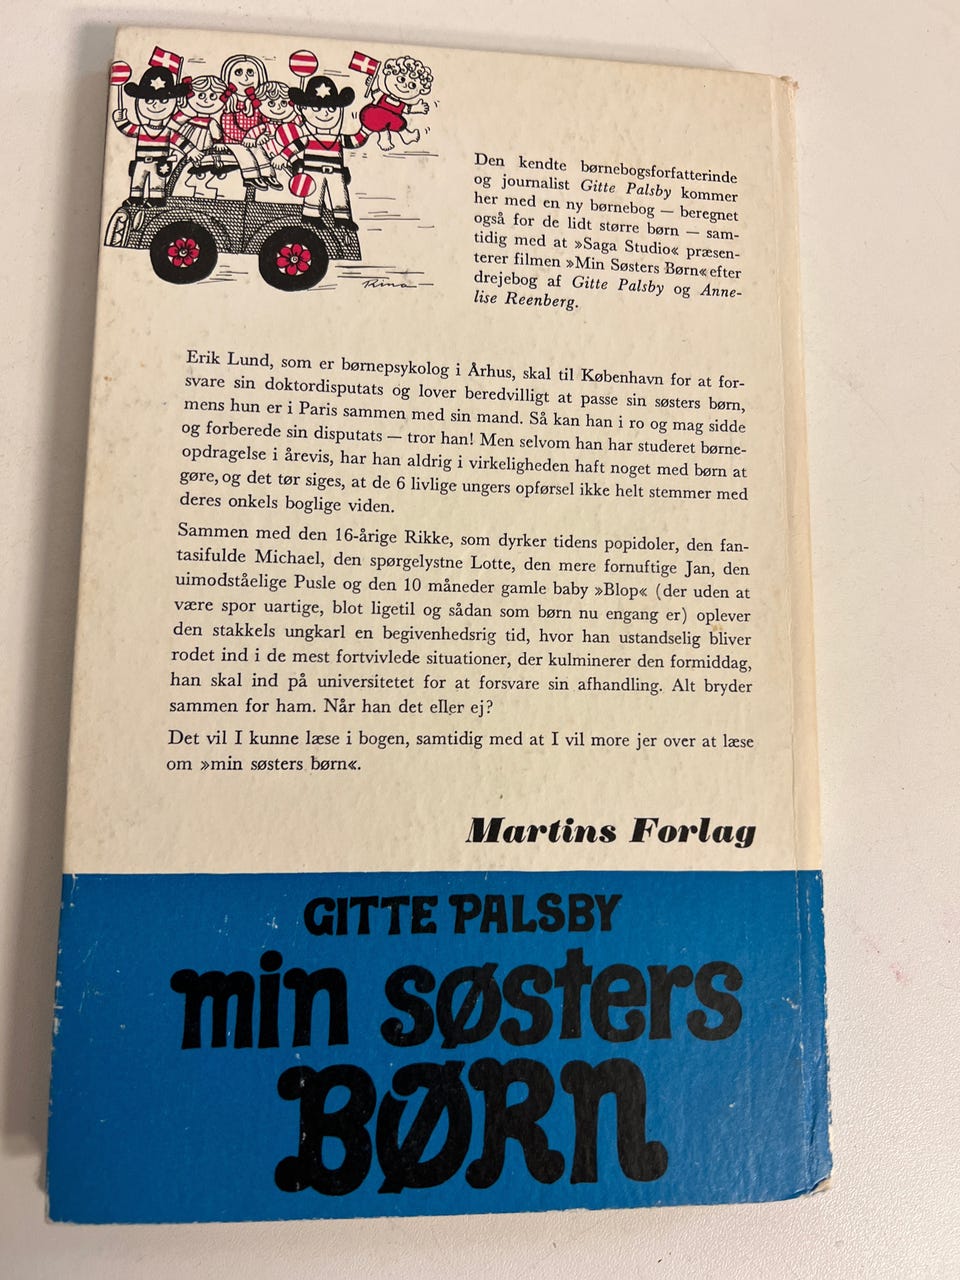 Rina
Den kendte børnebogsforfatterinde
og journalist Gitte Palsby kommer
her med en ny børnebog — beregnet
også for de lidt større børn — sam-
tidig med at »Saga Studio« præsen-
terer filmen »Min Søsters Børn« efter
drejebog af Gitte Palsby og Anne-
lise Reenberg.
Erik Lund, som er børnepsykolog i Århus, skal til København for at for-
svare sin doktordisputats og lover beredvilligt at passe sin søsters børn,
mens hun er i Paris sammen med sin mand. Så kan han i ro og mag sidde
og forberede sin disputats — tror han! Men selvom han har studeret børne-
opdragelse i årevis, har han aldrig i virkeligheden haft noget med børn at
gøre, og det tør siges, at de 6 livlige ungers opførsel ikke helt stemmer med
deres onkels boglige viden.
Sammen med den 16-årige Rikke, som dyrker tidens popidoler, den fan-
tasifulde Michael, den spørgelystne Lotte, den mere fornuftige Jan, den
uimodståelige Pusle og den 10 måneder gamle baby »Blop« (der uden at
være spor uartige, blot ligetil og sådan som børn nu engang er) oplever
den stakkels ungkarl en begivenhedsrig tid, hvor han ustandselig bliver
rodet ind i de mest fortvivlede situationer, der kulminerer den formiddag,
han skal ind på universitetet for at forsvare sin afhandling. Alt bryder
sammen for ham. Når han det eller ej?
Det vil I kunne læse i bogen, samtidig med at I vil more jer over at læse
om »min søsters børn«.
Martins Forlag
GITTE PALSBY
min søsters
BØRN